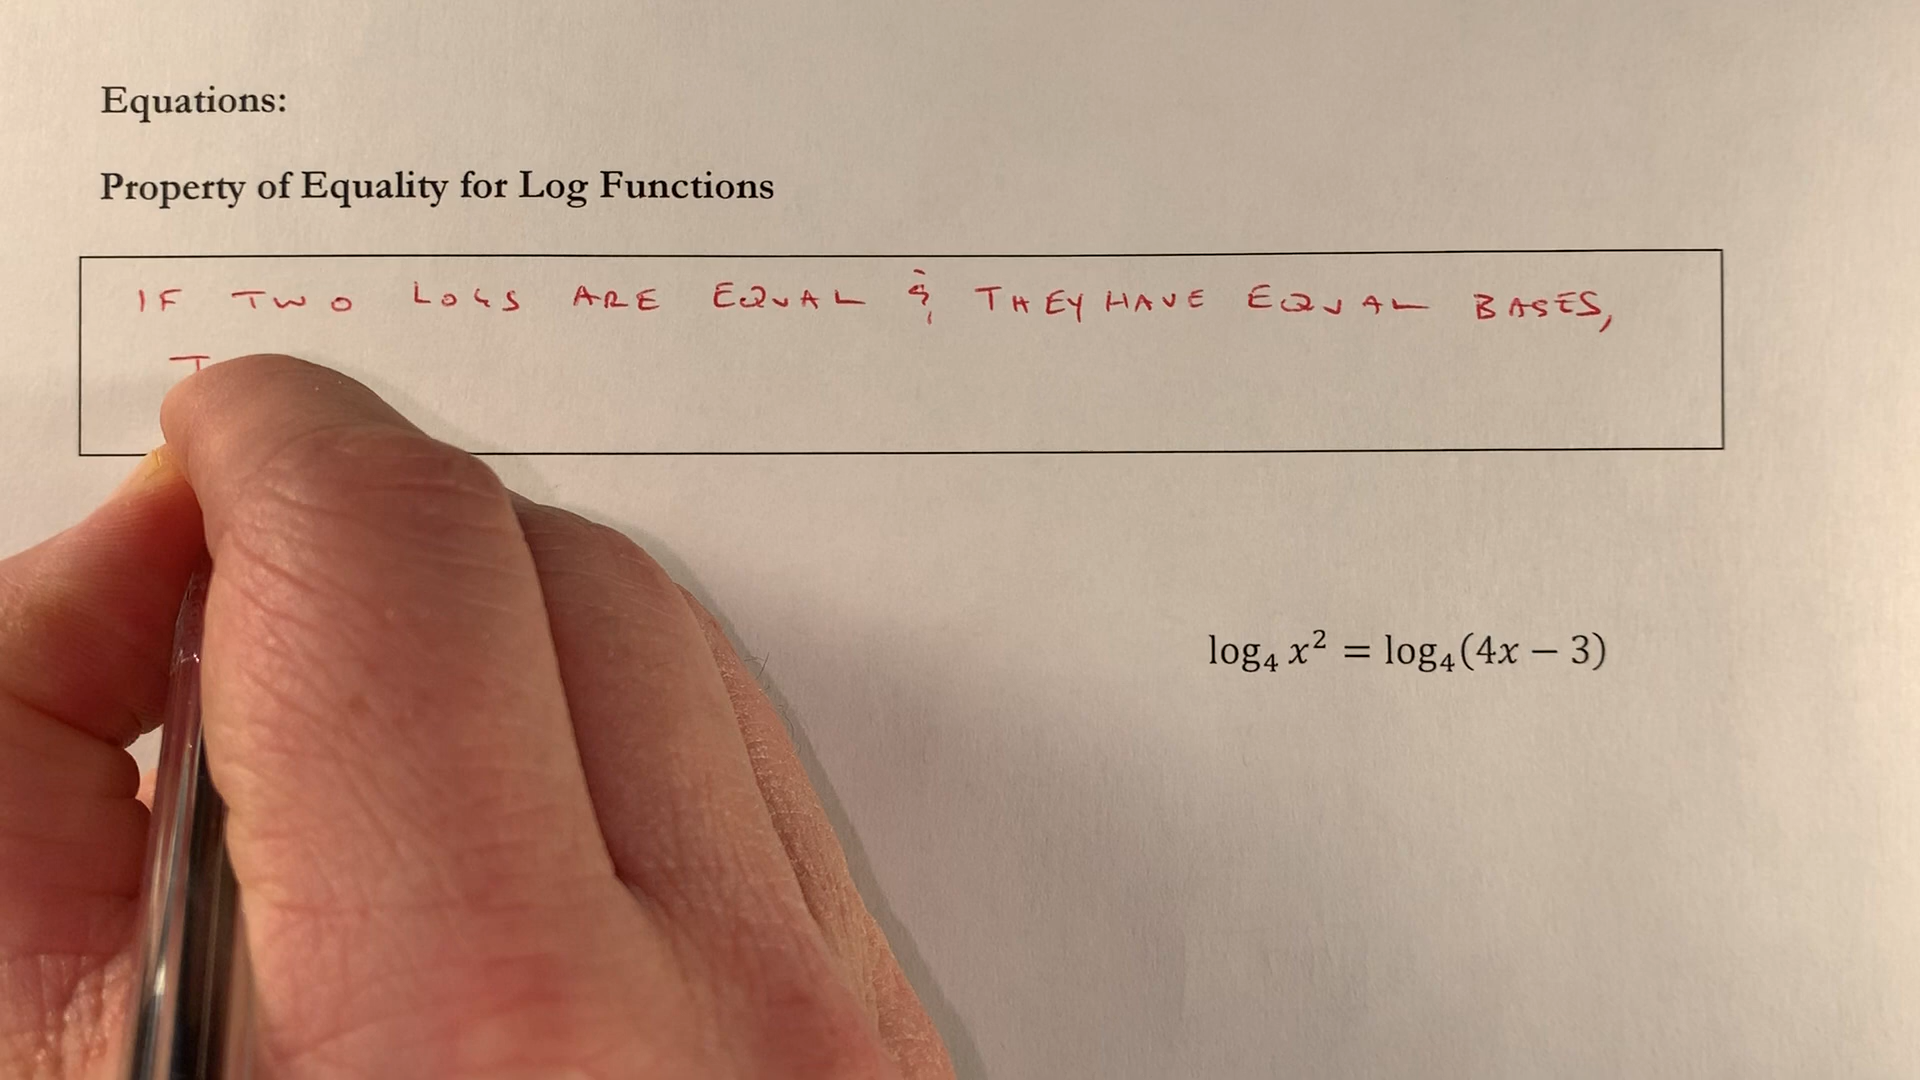 Equations:
Property of Equality for Log Functions
IF TWO LOGS ARE EQUAL & THEY HAVE EQUAL BASES,
T
log₄ x² = log₄(4x − 3)